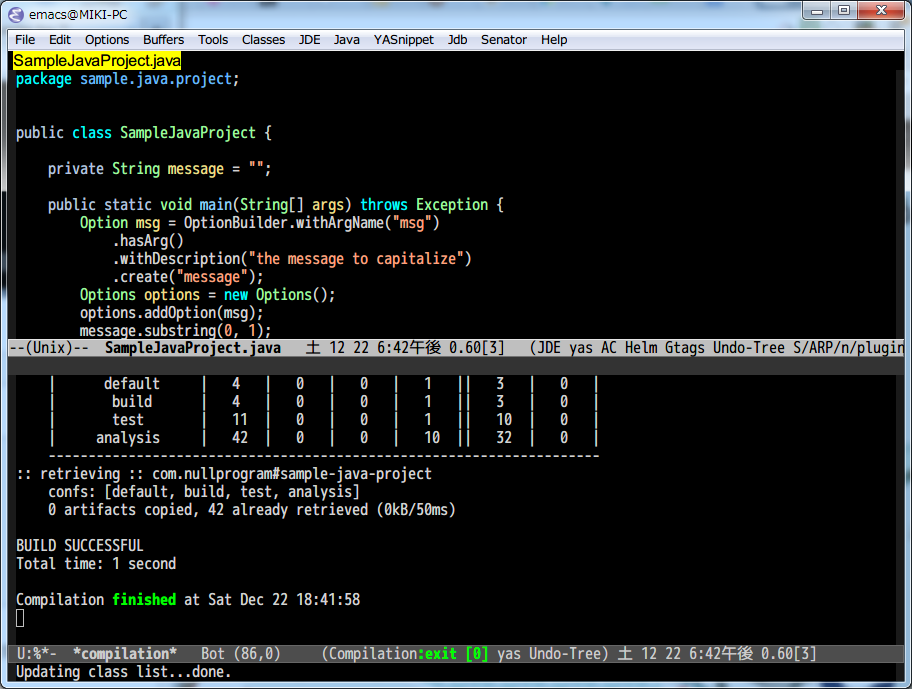 emacs@MIKI-PC
File Edit Options Buffers Tools Classes JDE Java YASnippet Jdb Senator Help
SampleJavaProject.java
package sample.java.project;
public class SampleJavaProject {
private String message = "";
public static void main(String[] args) throws Exception {
Option msg = OptionBuilder.withArgName("msg")
.hasArg()
.withDescription("the message to capitalize")
.create("message");
Options options = new Options();
options.addOption(msg);
message.substring(0, 1);
--(Unix)-- SampleJavaProject.java 土 12 22 6:42午後 0.60[3] (JDE yas AC Helm Gtags Undo-Tree S/ARP/n/plugin
| default | 4 | 0 | 0 | 1 || 3 | 0 |
| build | 4 | 0 | 0 | 1 || 3 | 0 |
| test | 11 | 0 | 0 | 1 || 10 | 0 |
| analysis | 42 | 0 | 0 | 10 || 32 | 0 |
---------------------------------------------------------------------
:: retrieving :: com.nullprogram#sample-java-project
confs: [default, build, test, analysis]
0 artifacts copied, 42 already retrieved (0kB/50ms)
BUILD SUCCESSFUL
Total time: 1 second
Compilation finished at Sat Dec 22 18:41:58
U:%*- *compilation* Bot (86,0) (Compilation:exit [0] yas Undo-Tree) 土 12 22 6:42午後 0.60[3]
Updating class list...done.